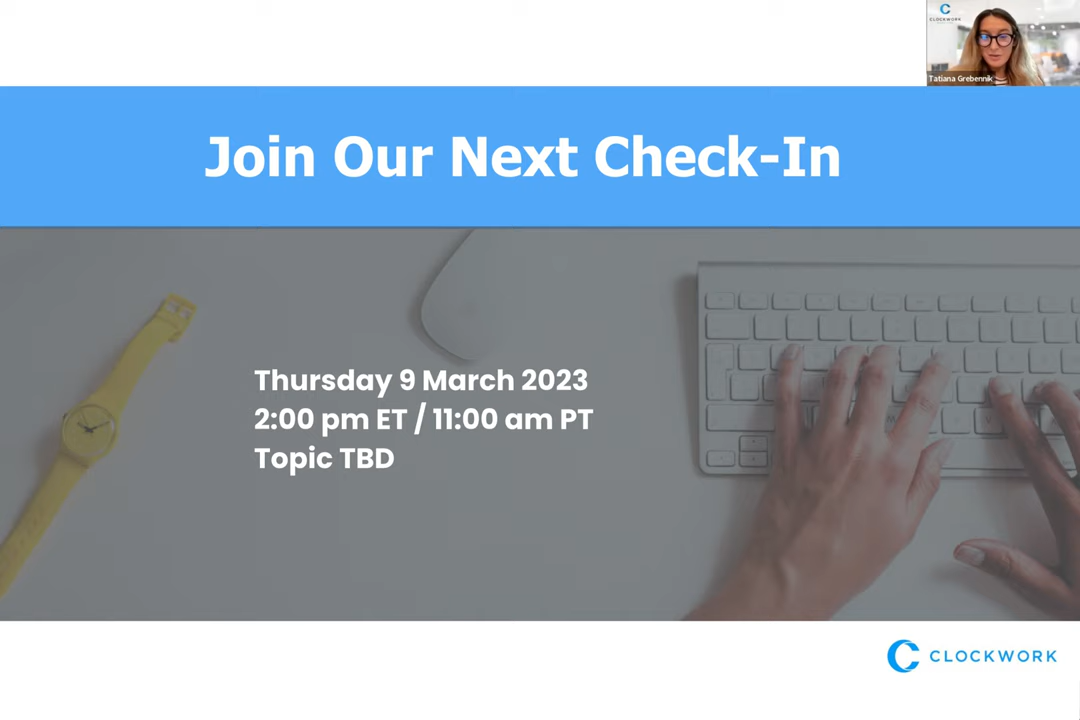 CLOCKWORK
Tatiana Grebennik
Join Our Next Check-In
Thursday 9 March 2023
2:00 pm ET / 11:00 am PT
Topic TBD
CLOCKWORK